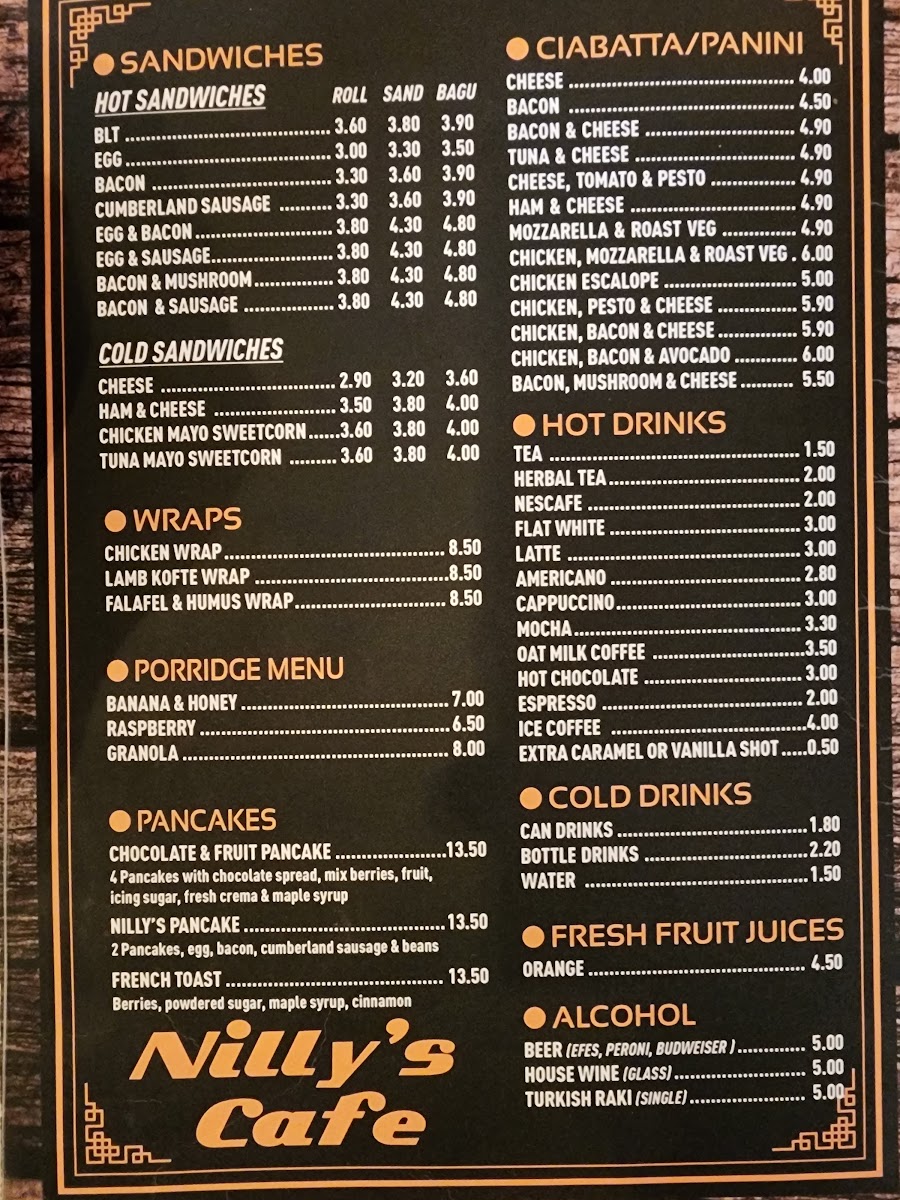 SANDWICHES
HOT SANDWICHES ROLL SAND BAGU
BLT 3.60 3.80 3.90
EGG 3.00 3.30 3.50
BACON 3.30 3.60 3.90
CUMBERLAND SAUSAGE 3.30 3.60 3.90
EGG & BACON 3.80 4.30 4.80
EGG & SAUSAGE 3.80 4.30 4.80
BACON & MUSHROOM 3.80 4.30 4.80
BACON & SAUSAGE 3.80 4.30 4.80
COLD SANDWICHES
CHEESE 2.90 3.20 3.60
HAM & CHEESE 3.50 3.80 4.00
CHICKEN MAYO SWEETCORN 3.60 3.80 4.00
TUNA MAYO SWEETCORN 3.60 3.80 4.00
WRAPS
CHICKEN WRAP 8.50
LAMB KOFTE WRAP 8.50
FALAFEL & HUMUS WRAP 8.50
PORRIDGE MENU
BANANA & HONEY 7.00
RASPBERRY 6.50
GRANOLA 8.00
PANCAKES
CHOCOLATE & FRUIT PANCAKE 13.50
4 Pancakes with chocolate spread, mix berries, fruit,
icing sugar, fresh crema & maple syrup
NILLY'S PANCAKE 13.50
2 Pancakes, egg, bacon, cumberland sausage & beans
FRENCH TOAST 13.50
Berries, powdered sugar, maple syrup, cinnamon
Nilly's
Cafe
CIABATTA/PANINI
CHEESE 4.00
BACON 4.50
BACON & CHEESE 4.90
TUNA & CHEESE 4.90
CHEESE, TOMATO & PESTO 4.90
HAM & CHEESE 4.90
MOZZARELLA & ROAST VEG 4.90
CHICKEN, MOZZARELLA & ROAST VEG . 6.00
CHICKEN ESCALOPE 5.00
CHICKEN, PESTO & CHEESE 5.90
CHICKEN, BACON & CHEESE 5.90
CHICKEN, BACON & AVOCADO 6.00
BACON, MUSHROOM & CHEESE 5.50
HOT DRINKS
TEA 1.50
HERBAL TEA 2.00
NESCAFE 2.00
FLAT WHITE 3.00
LATTE 3.00
AMERICANO 2.80
CAPPUCCINO 3.00
MOCHA 3.30
OAT MILK COFFEE 3.50
HOT CHOCOLATE 3.00
ESPRESSO 2.00
ICE COFFEE 4.00
EXTRA CARAMEL OR VANILLA SHOT 0.50
COLD DRINKS
CAN DRINKS 1.80
BOTTLE DRINKS 2.20
WATER 1.50
FRESH FRUIT JUICES
ORANGE 4.50
ALCOHOL
BEER (EFES, PERONI, BUDWEISER ) 5.00
HOUSE WINE (GLASS) 5.00
TURKISH RAKI (SINGLE) 5.00